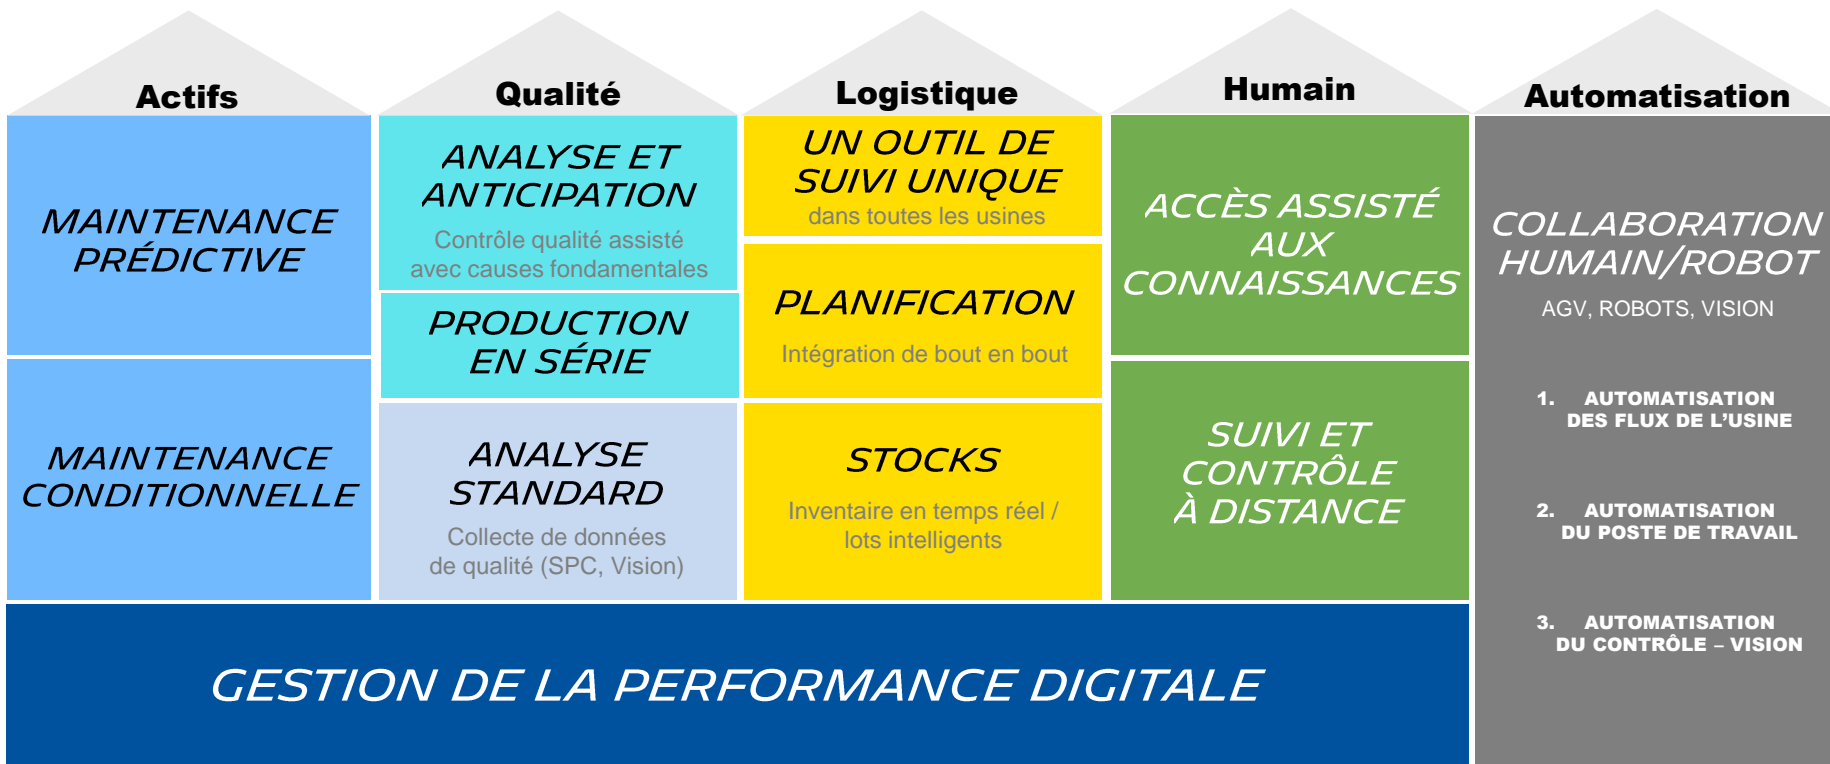 Actifs
MAINTENANCE
PRÉDICTIVE
MAINTENANCE
CONDITIONNELLE
Qualité
ANALYSE ET
ANTICIPATION
Contrôle qualité assisté
avec causes fondamentales
PRODUCTION
EN SÉRIE
ANALYSE
STANDARD
Collecte de données
de qualité (SPC, Vision)
Logistique
UN OUTIL DE
SUIVI UNIQUE
dans toutes les usines
PLANIFICATION
Intégration de bout en bout
STOCKS
Inventaire en temps réel /
lots intelligents
Humain
ACCÈS ASSISTÉ
AUX
CONNAISSANCES
SUIVI ET
CONTRÔLE
À DISTANCE
GESTION DE LA PERFORMANCE DIGITALE
Automatisation
COLLABORATION
HUMAIN/ROBOT
AGV, ROBOTS, VISION
1. AUTOMATISATION
DES FLUX DE L’USINE
2. AUTOMATISATION
DU POSTE DE TRAVAIL
3. AUTOMATISATION
DU CONTRÔLE – VISION